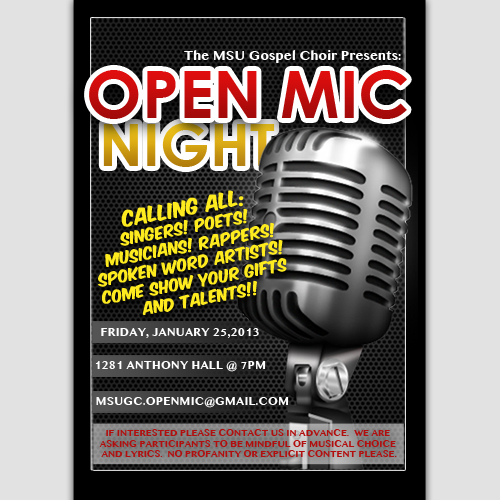 The MSU Gospel Choir Presents:
OPEN MIC
NIGHT
CALLING ALL:
SINGERS! POETS!
MUSICIANS! RAPPERS!
SPOKEN WORD ARTISTS!
COME SHOW YOUR GIFTS
AND TALENTS!!
FRIDAY, JANUARY 25,2013
1281 ANTHONY HALL @ 7PM
MSUGC.OPENMIC@GMAIL.COM
IF INTERESTED PLEASE CONTACT US IN ADVANCE. WE ARE
ASKING PARTICIPANTS TO BE MINDFUL OF MUSICAL CHOICE
AND LYRICS. NO PROFANITY OR EXPLICIT CONTENT PLEASE.